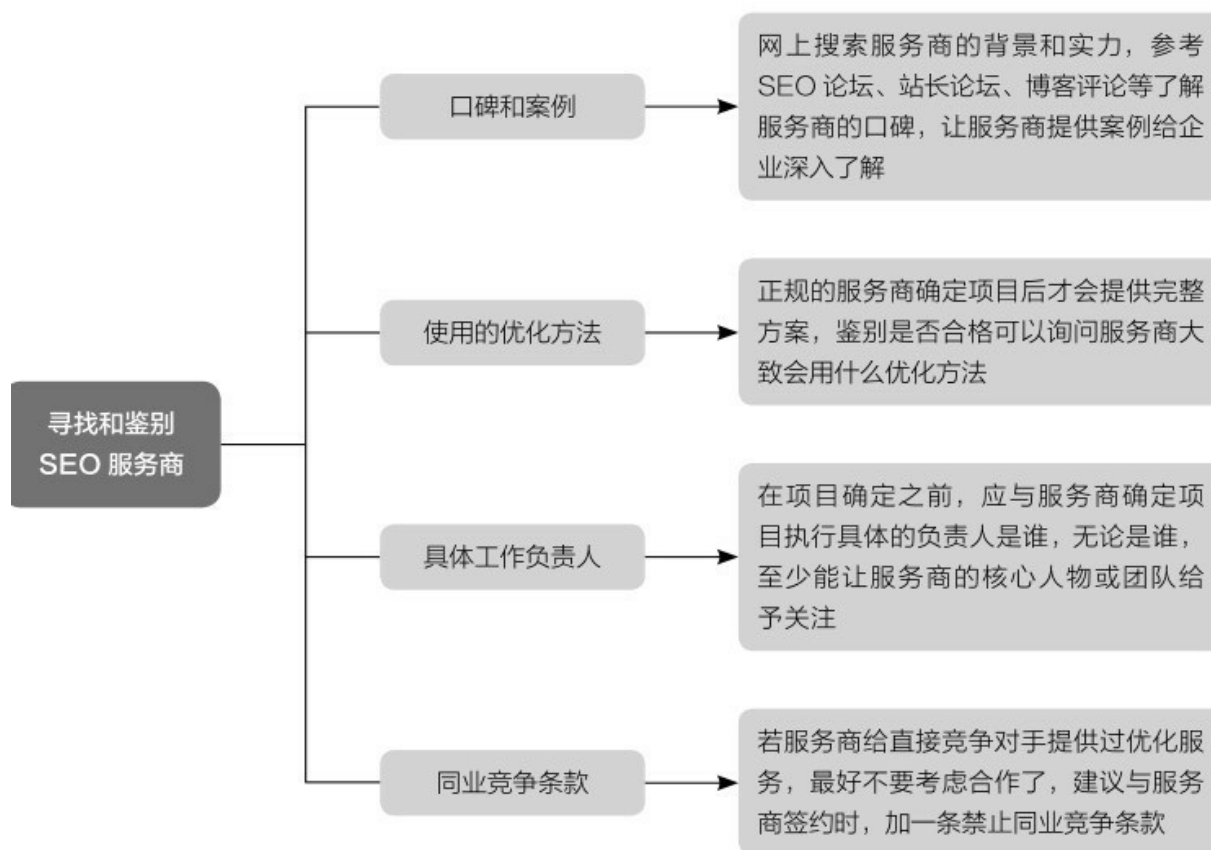 寻找和鉴别
SEO 服务商
口碑和案例
网上搜索服务商的背景和实力，参考
SEO 论坛、站长论坛、博客评论等了解
服务商的口碑，让服务商提供案例给企
业深入了解
使用的优化方法
正规的服务商确定项目后才会提供完整
方案，鉴别是否合格可以询问服务商大
致会用什么优化方法
具体工作负责人
在项目确定之前，应与服务商确定项
目执行具体的负责人是谁，无论是谁，
至少能让服务商的核心人物或团队给
予关注
同业竞争条款
若服务商给直接竞争对手提供过优化服
务，最好不要考虑合作了，建议与服务
商签约时，加一条禁止同业竞争条款